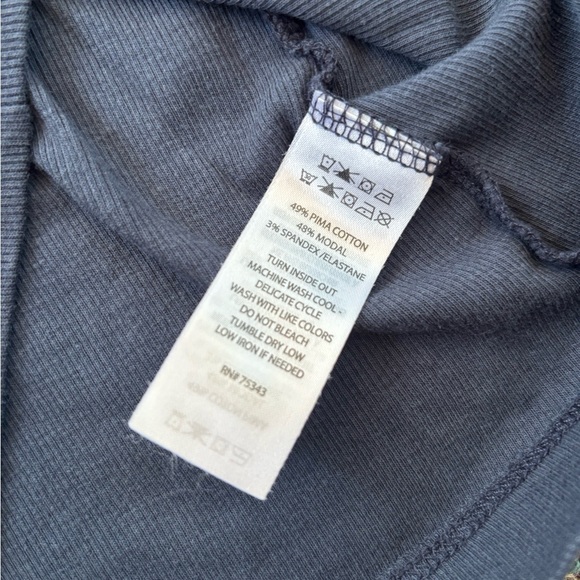 49% PIMA COTTON
48% MODAL
3% SPANDEX /ELASTANE
TURN INSIDE OUT
MACHINE WASH COOL -
DELICATE CYCLE
WASH WITH LIKE COLORS
DO NOT BLEACH
TUMBLE DRY LOW
LOW IRON IF NEEDED
RN# 75343